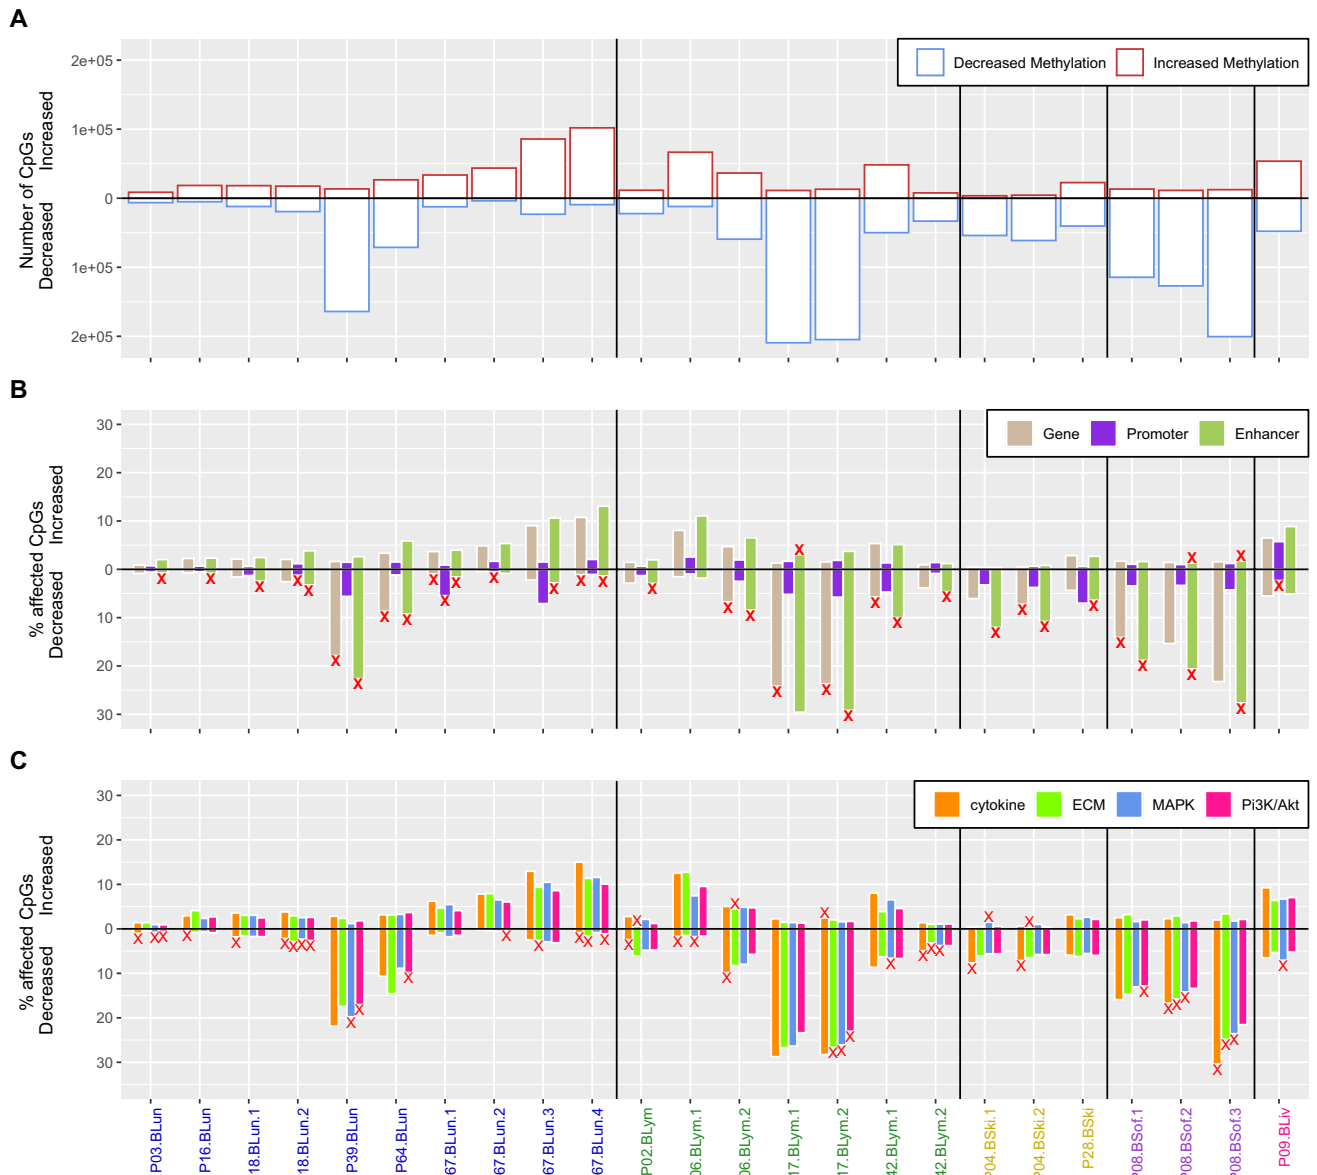 A
Decreased Methylation Increased Methylation
2e+05
1e+05
0
1e+05
2e+05
Number of CpGs
Decreased Increased
B
Gene Promoter Enhancer
30
20
10
0
10
20
30
% affected CpGs
Decreased Increased
C
cytokine ECM MAPK Pi3K/Akt
30
20
10
0
10
20
30
% affected CpGs
Decreased Increased
P03.BLun
P16.BLun
18.BLun.1
18.BLun.2
P39.BLun
P64.BLun
67.BLun.1
67.BLun.2
67.BLun.3
67.BLun.4
P02.BLym
06.BLym.1
06.BLym.2
17.BLym.1
17.BLym.2
42.BLym.1
42.BLym.2
P04.BSki.1
P04.BSki.2
P28.BSki
P08.BSof.1
P08.BSof.2
P08.BSof.3
P09.BLiv